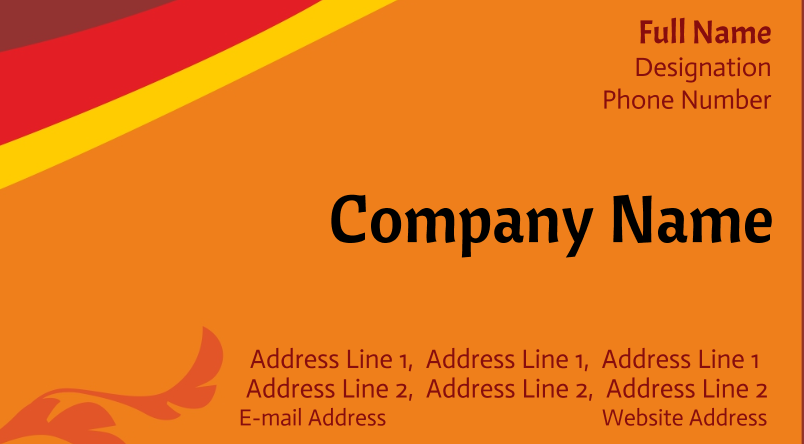 Full Name
Designation
Phone Number
Company Name
Address Line 1, Address Line 1, Address Line 1
Address Line 2, Address Line 2, Address Line 2
E-mail Address Website Address